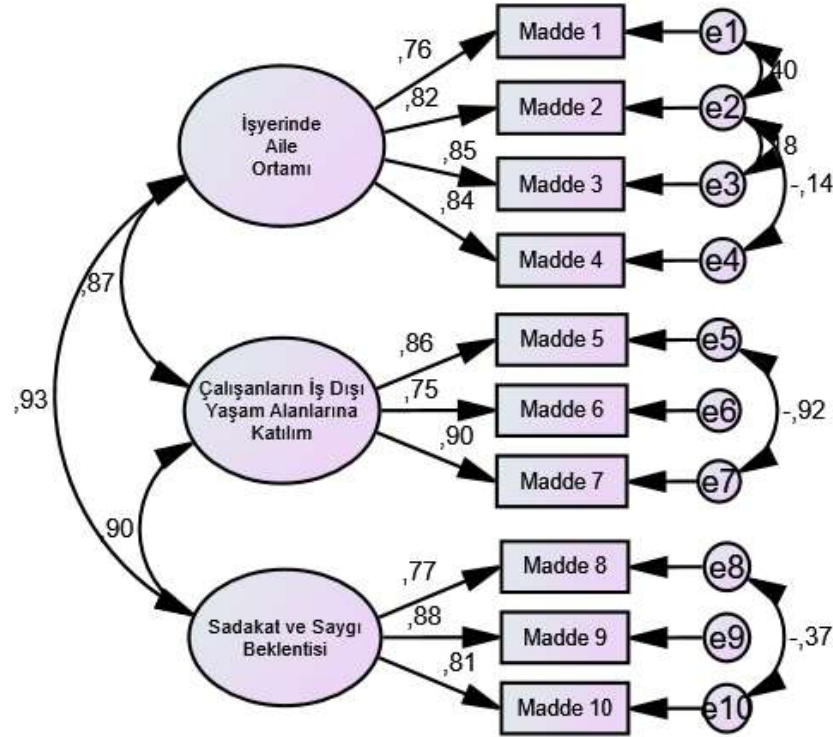 İşyerinde
Aile
Ortamı
,76
,82
,85
,84
Madde 1
Madde 2
Madde 3
Madde 4
e1
e2
e3
e4
-,14
,87
,93
,90
Çalışanların İş Dışı
Yaşam Alanlarına
Katılım
,86
,75
,90
Madde 5
Madde 6
Madde 7
e5
e6
e7
-,92
Sadakat ve Saygı
Beklentisi
,77
,88
,81
Madde 8
Madde 9
Madde 10
e8
e9
e10
-,37